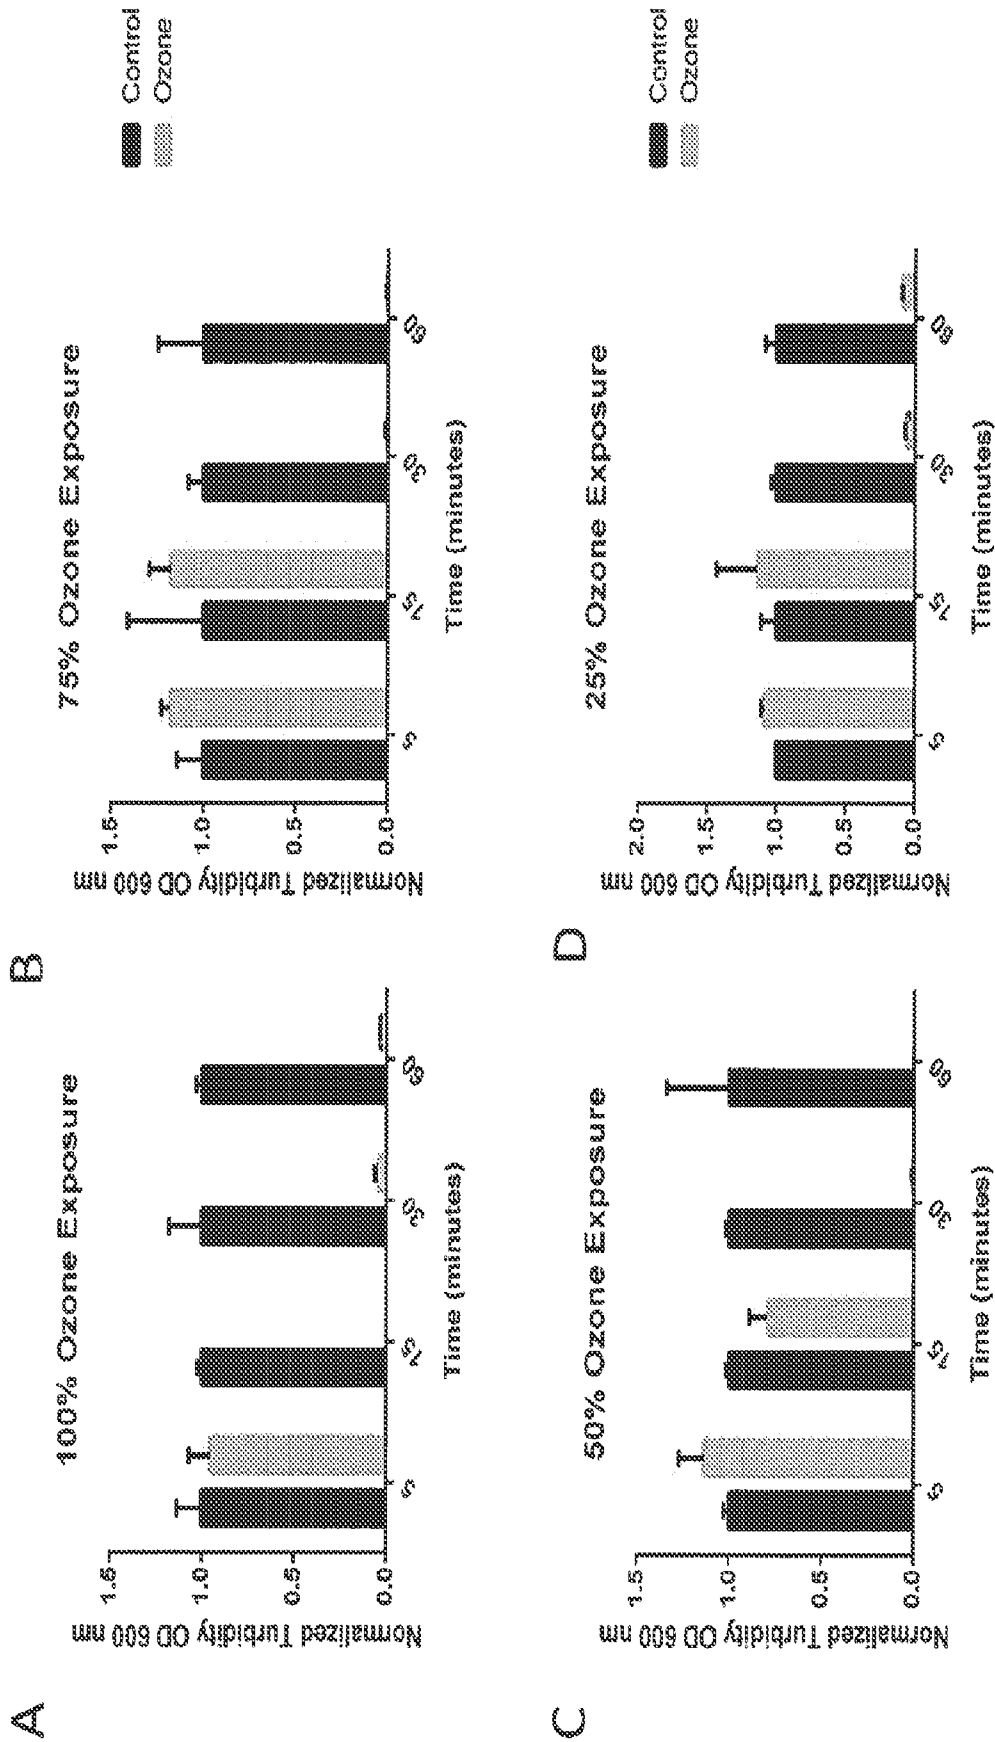 A
100% Ozone Exposure
Normalized Turbidity OD 600 nm
1.5
1.0
0.5
0.0
5
15
30
60
Time (minutes)
B
75% Ozone Exposure
Normalized Turbidity OD 600 nm
1.5
1.0
0.5
0.0
5
15
30
60
Time (minutes)
Control
Ozone
C
50% Ozone Exposure
Normalized Turbidity OD 600 nm
1.5
1.0
0.5
0.0
5
15
30
60
Time (minutes)
D
25% Ozone Exposure
Normalized Turbidity OD 600 nm
2.0
1.5
1.0
0.5
0.0
5
15
30
60
Time (minutes)
Control
Ozone